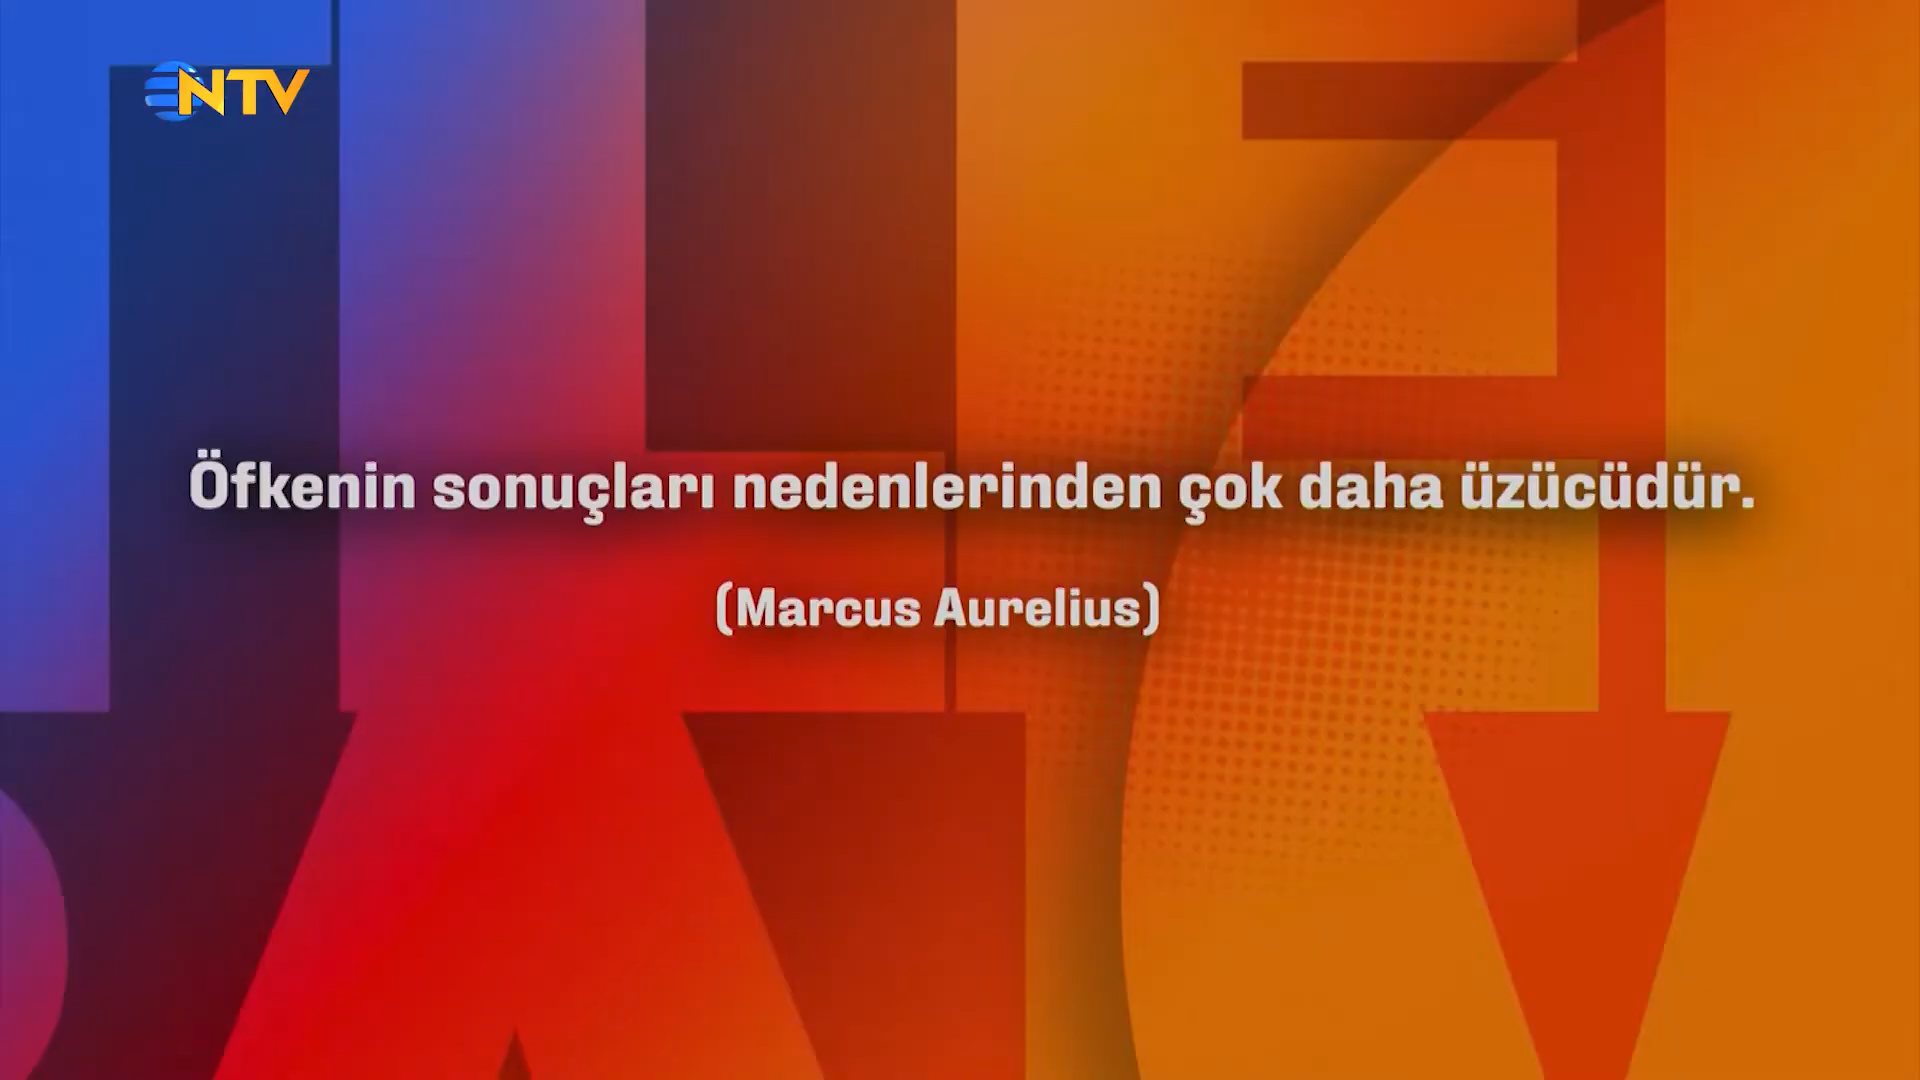 NTV
Öfkenin sonuçları nedenlerinden çok daha üzücüdür.
(Marcus Aurelius)